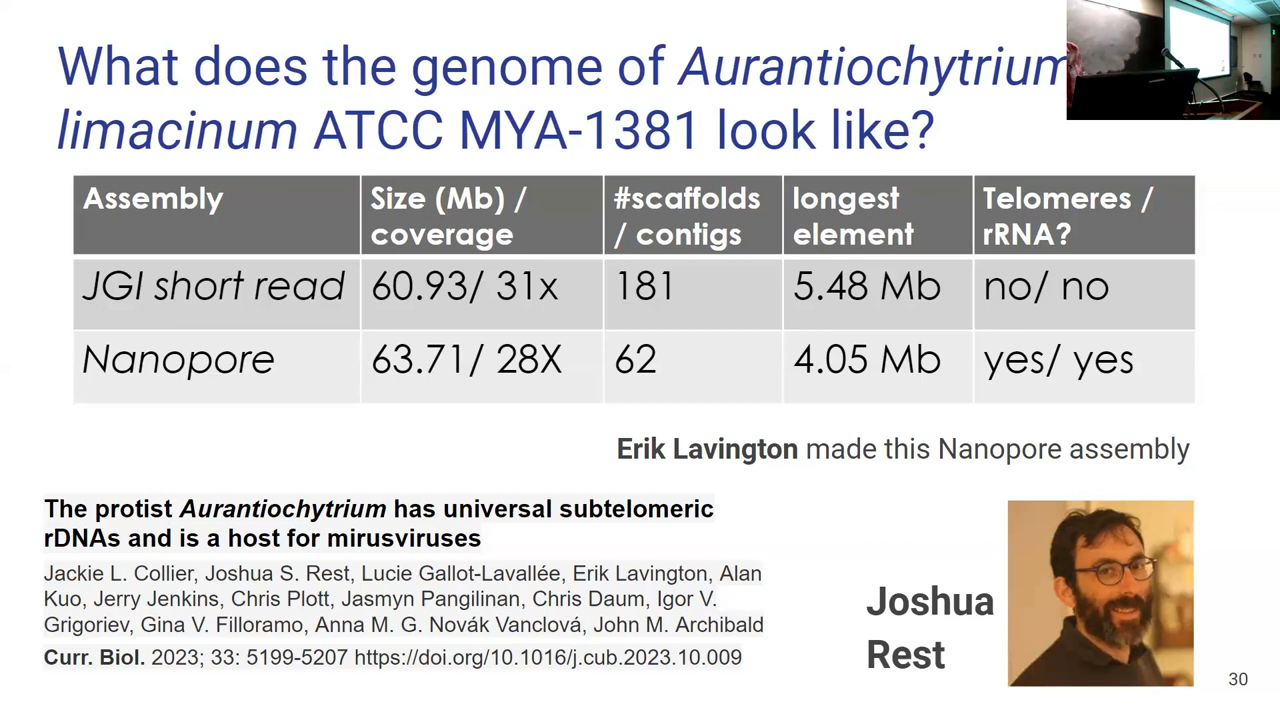 What does the genome of Aurantiochytrium
limacinum ATCC MYA-1381 look like?
Assembly
Size (Mb) /
coverage
#scaffolds
/ contigs
longest
element
Telomeres /
rRNA?
JGI short read
60.93/ 31x
181
5.48 Mb
no/ no
Nanopore
63.71/ 28X
62
4.05 Mb
yes/ yes
Erik Lavington made this Nanopore assembly
The protist Aurantiochytrium has universal subtelomeric
rDNAs and is a host for mirusviruses
Jackie L. Collier, Joshua S. Rest, Lucie Gallot-Lavallée, Erik Lavington, Alan
Kuo, Jerry Jenkins, Chris Plott, Jasmyn Pangilinan, Chris Daum, Igor V.
Grigoriev, Gina V. Filloramo, Anna M. G. Novák Vanclová, John M. Archibald
Curr. Biol. 2023; 33: 5199-5207 https://doi.org/10.1016/j.cub.2023.10.009
Joshua
Rest
30